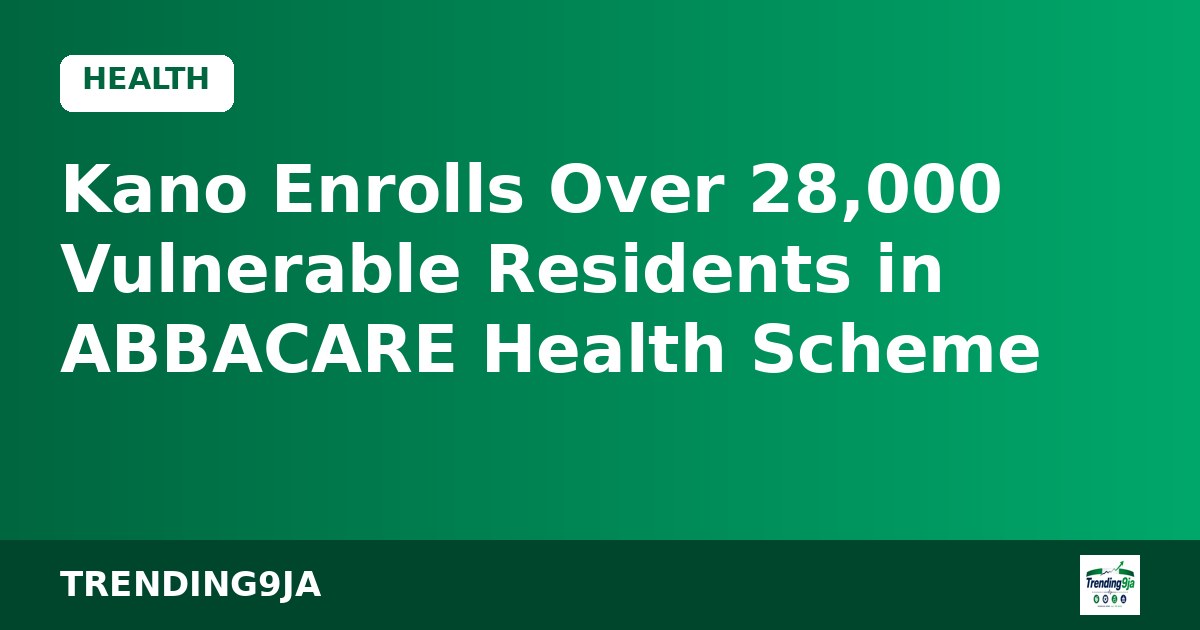 HEALTH
Kano Enrolls Over 28,000
Vulnerable Residents in
ABBACARE Health Scheme
TRENDING9JA
Trending9ja